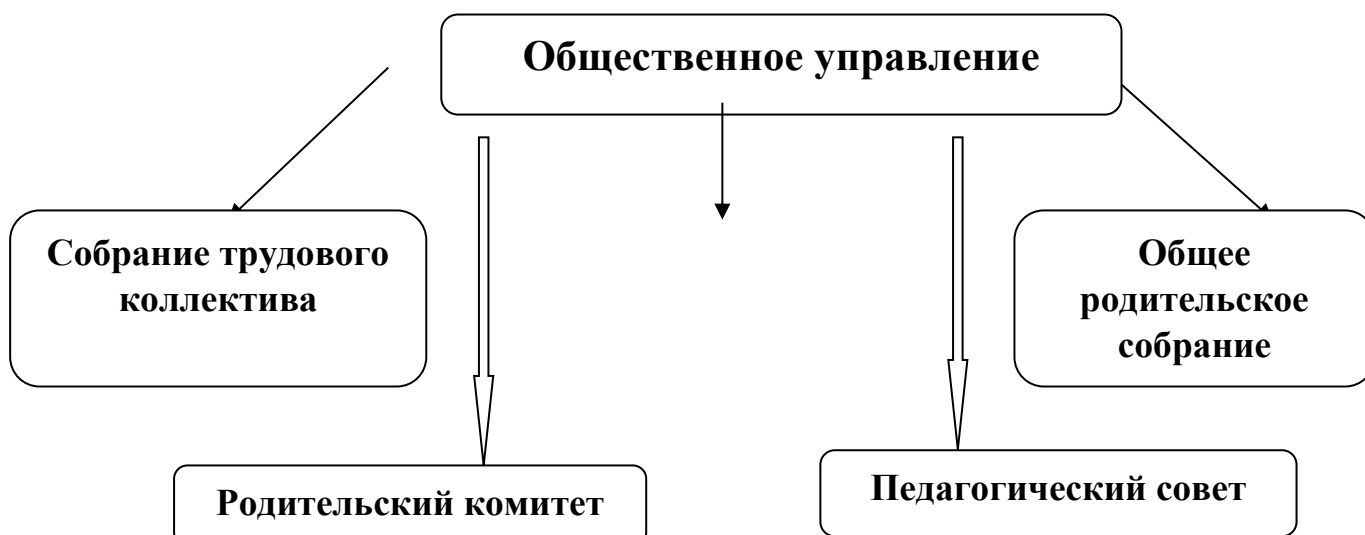 Общественное управление
Собрание трудового
коллектива
Общее
родительское
собрание
Родительский комитет
Педагогический совет